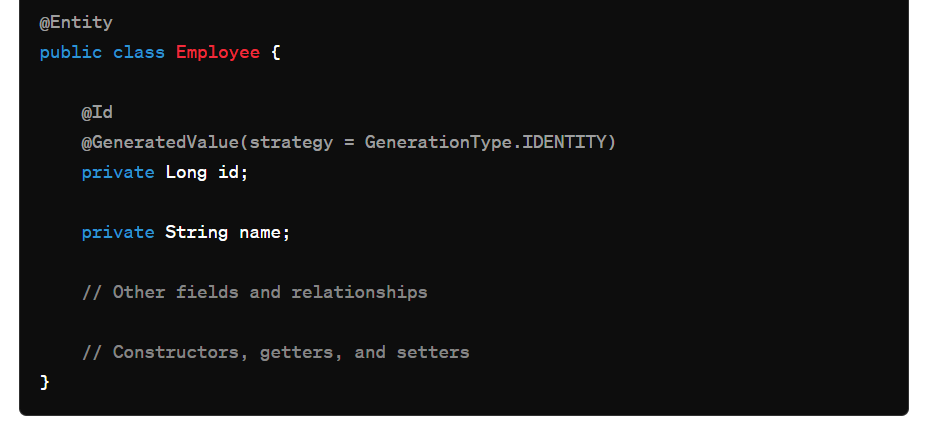 @Entity
public class Employee {
@Id
@GeneratedValue(strategy = GenerationType.IDENTITY)
private Long id;
private String name;
// Other fields and relationships
// Constructors, getters, and setters
}